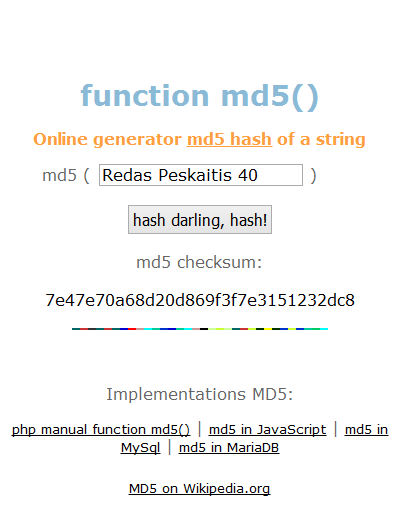 function md5()
Online generator md5 hash of a string
md5 ( Redas Peskaitis 40 )
hash darling, hash!
md5 checksum:
7e47e70a68d20d869f3f7e3151232dc8
Implementations MD5:
php manual function md5() | md5 in JavaScript | md5 in
MySql | md5 in MariaDB
MD5 on Wikipedia.org